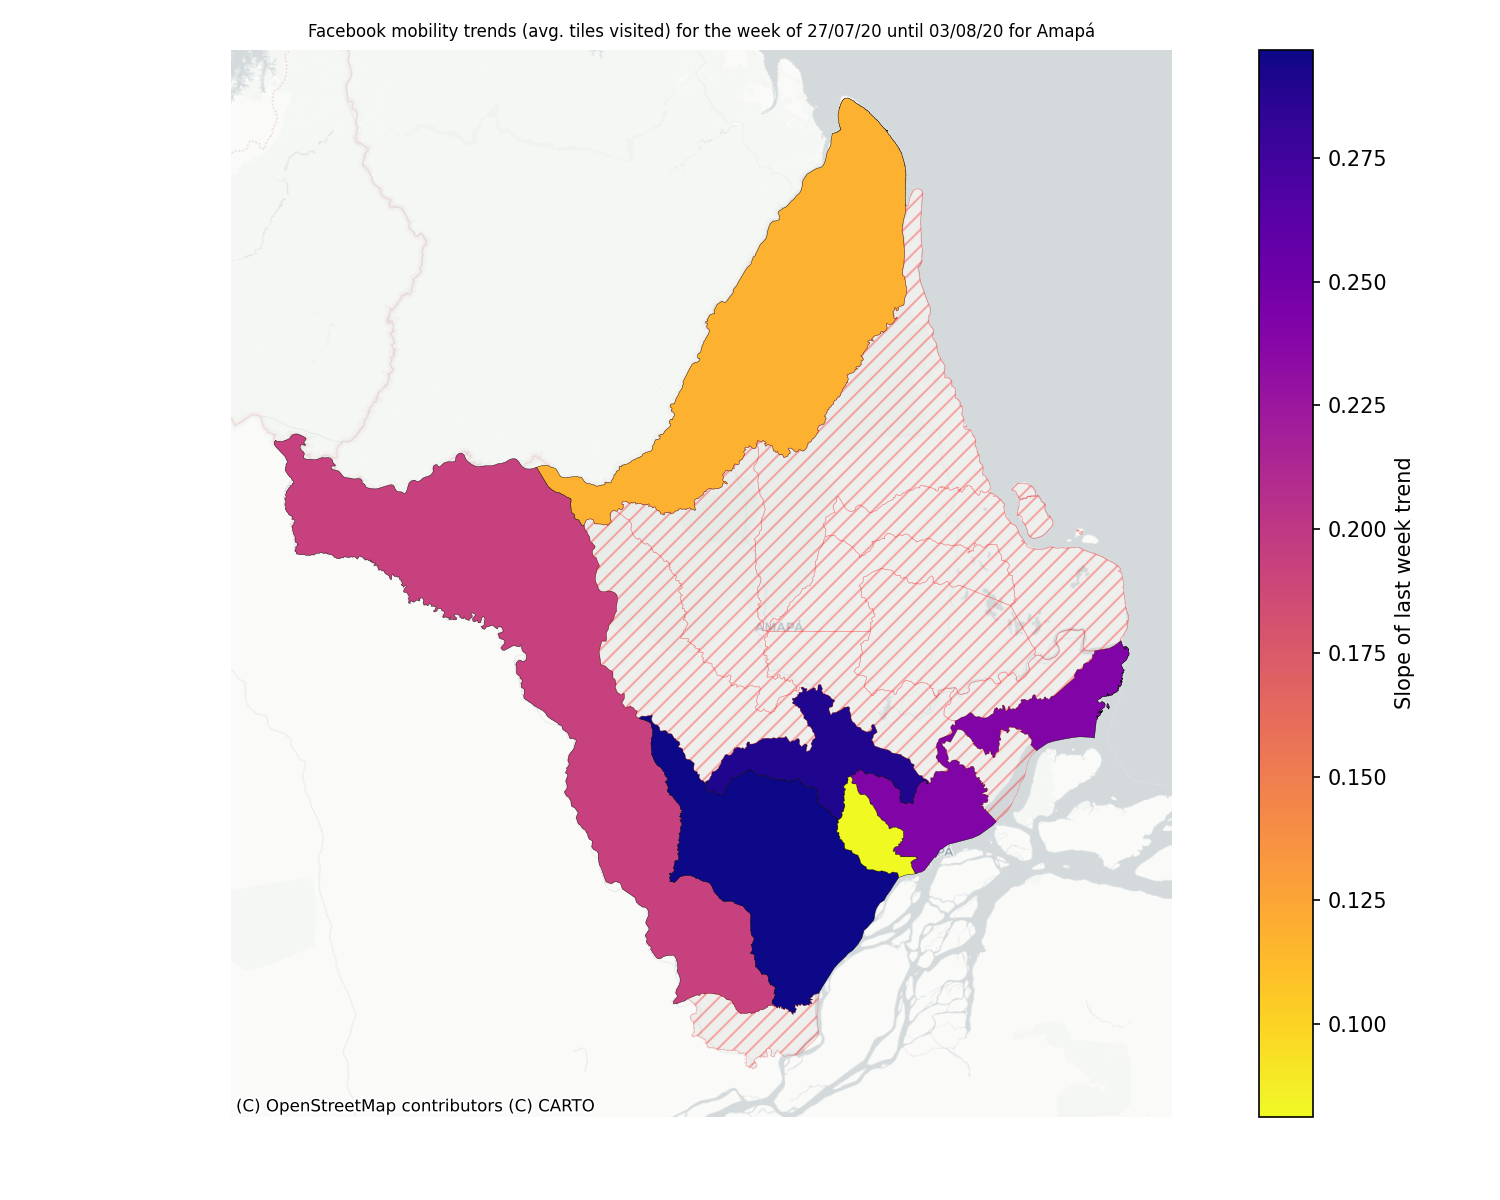 Facebook mobility trends (avg. tiles visited) for the week of 27/07/20 until 03/08/20 for Amapá
0.275
0.250
0.225
0.200
0.175
0.150
0.125
0.100
Slope of last week trend
AMAPÁ
(C) OpenStreetMap contributors (C) CARTO